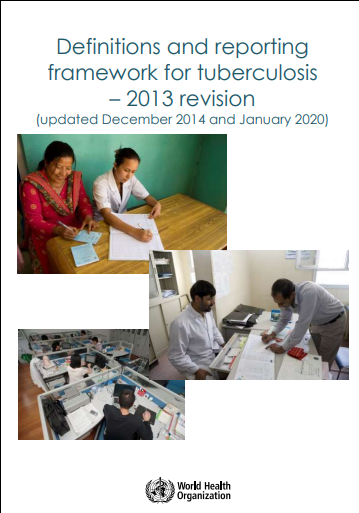 Definitions and reporting
framework for tuberculosis
– 2013 revision
(updated December 2014 and January 2020)
World Health
Organization